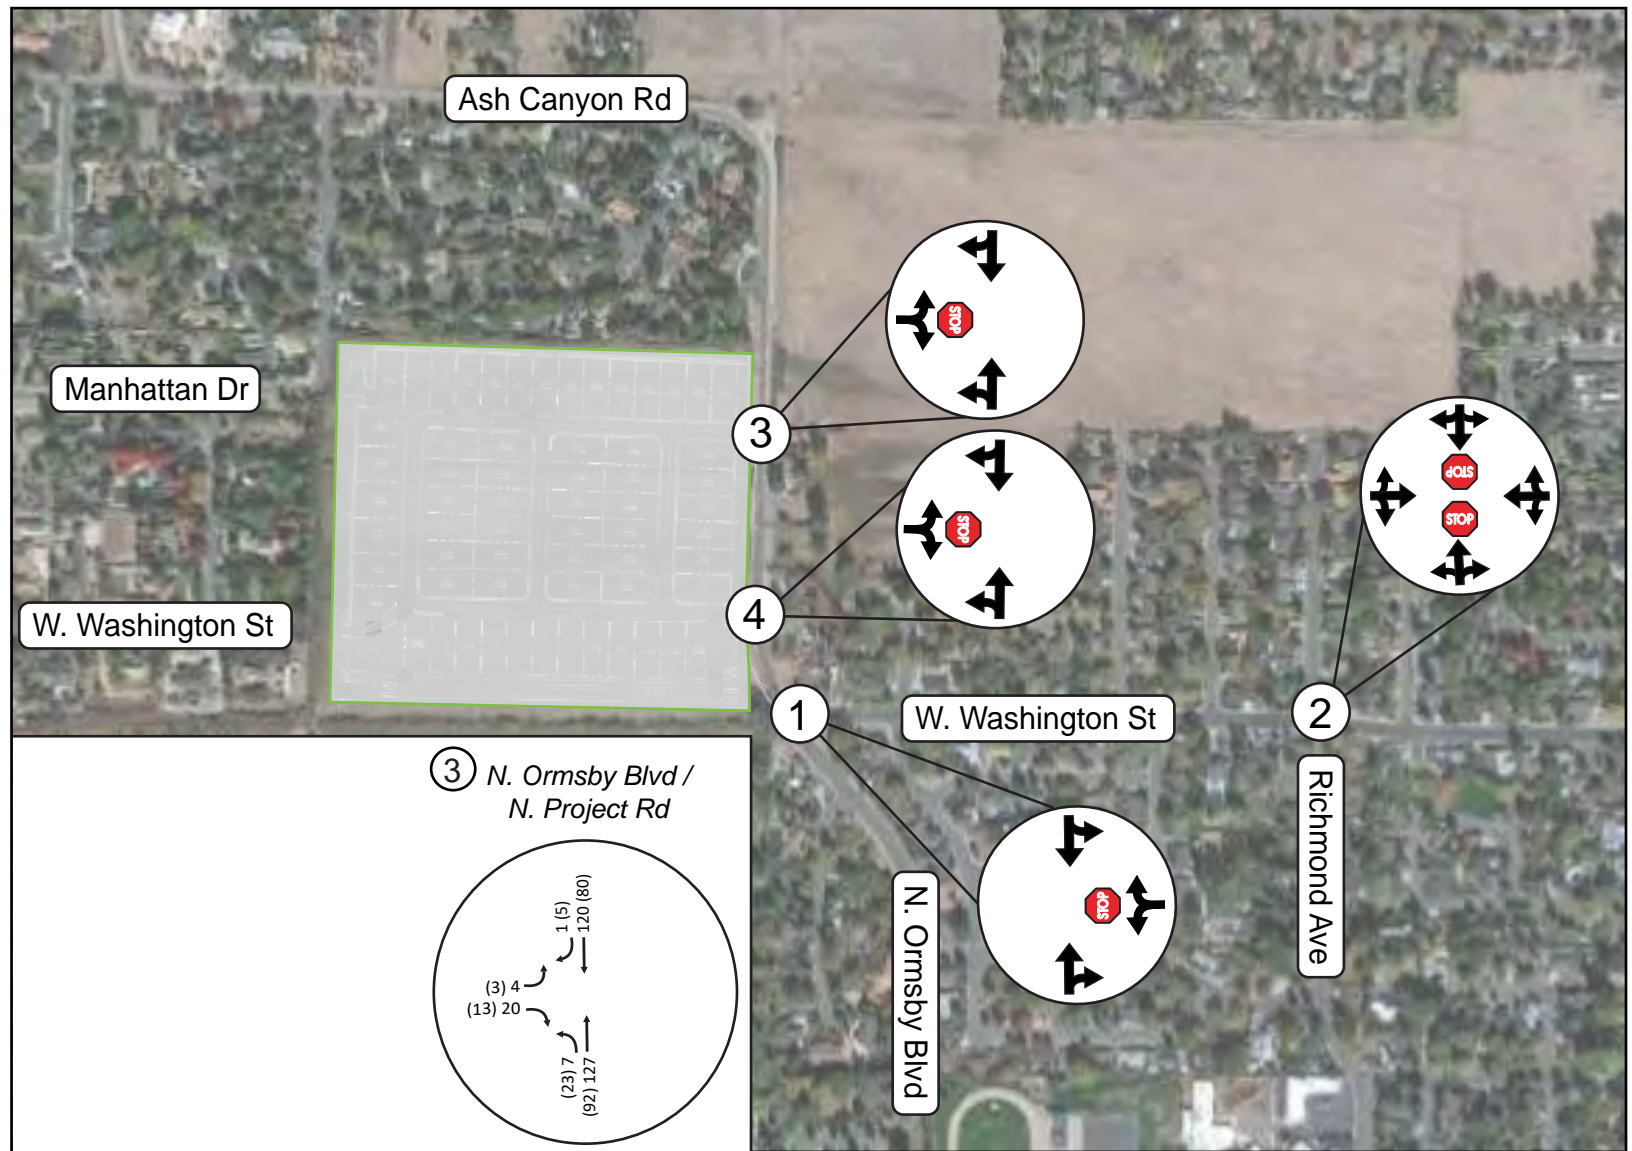 Ash Canyon Rd
Manhattan Dr
3
STOP
4
STOP
STOP
STOP
W. Washington St
1
W. Washington St
2
Richmond Ave
STOP
N. Ormsby Blvd
3 N. Ormsby Blvd /
N. Project Rd
1 (5)
120 (80)
(3) 4
(13) 20
(23) 7
(92) 127